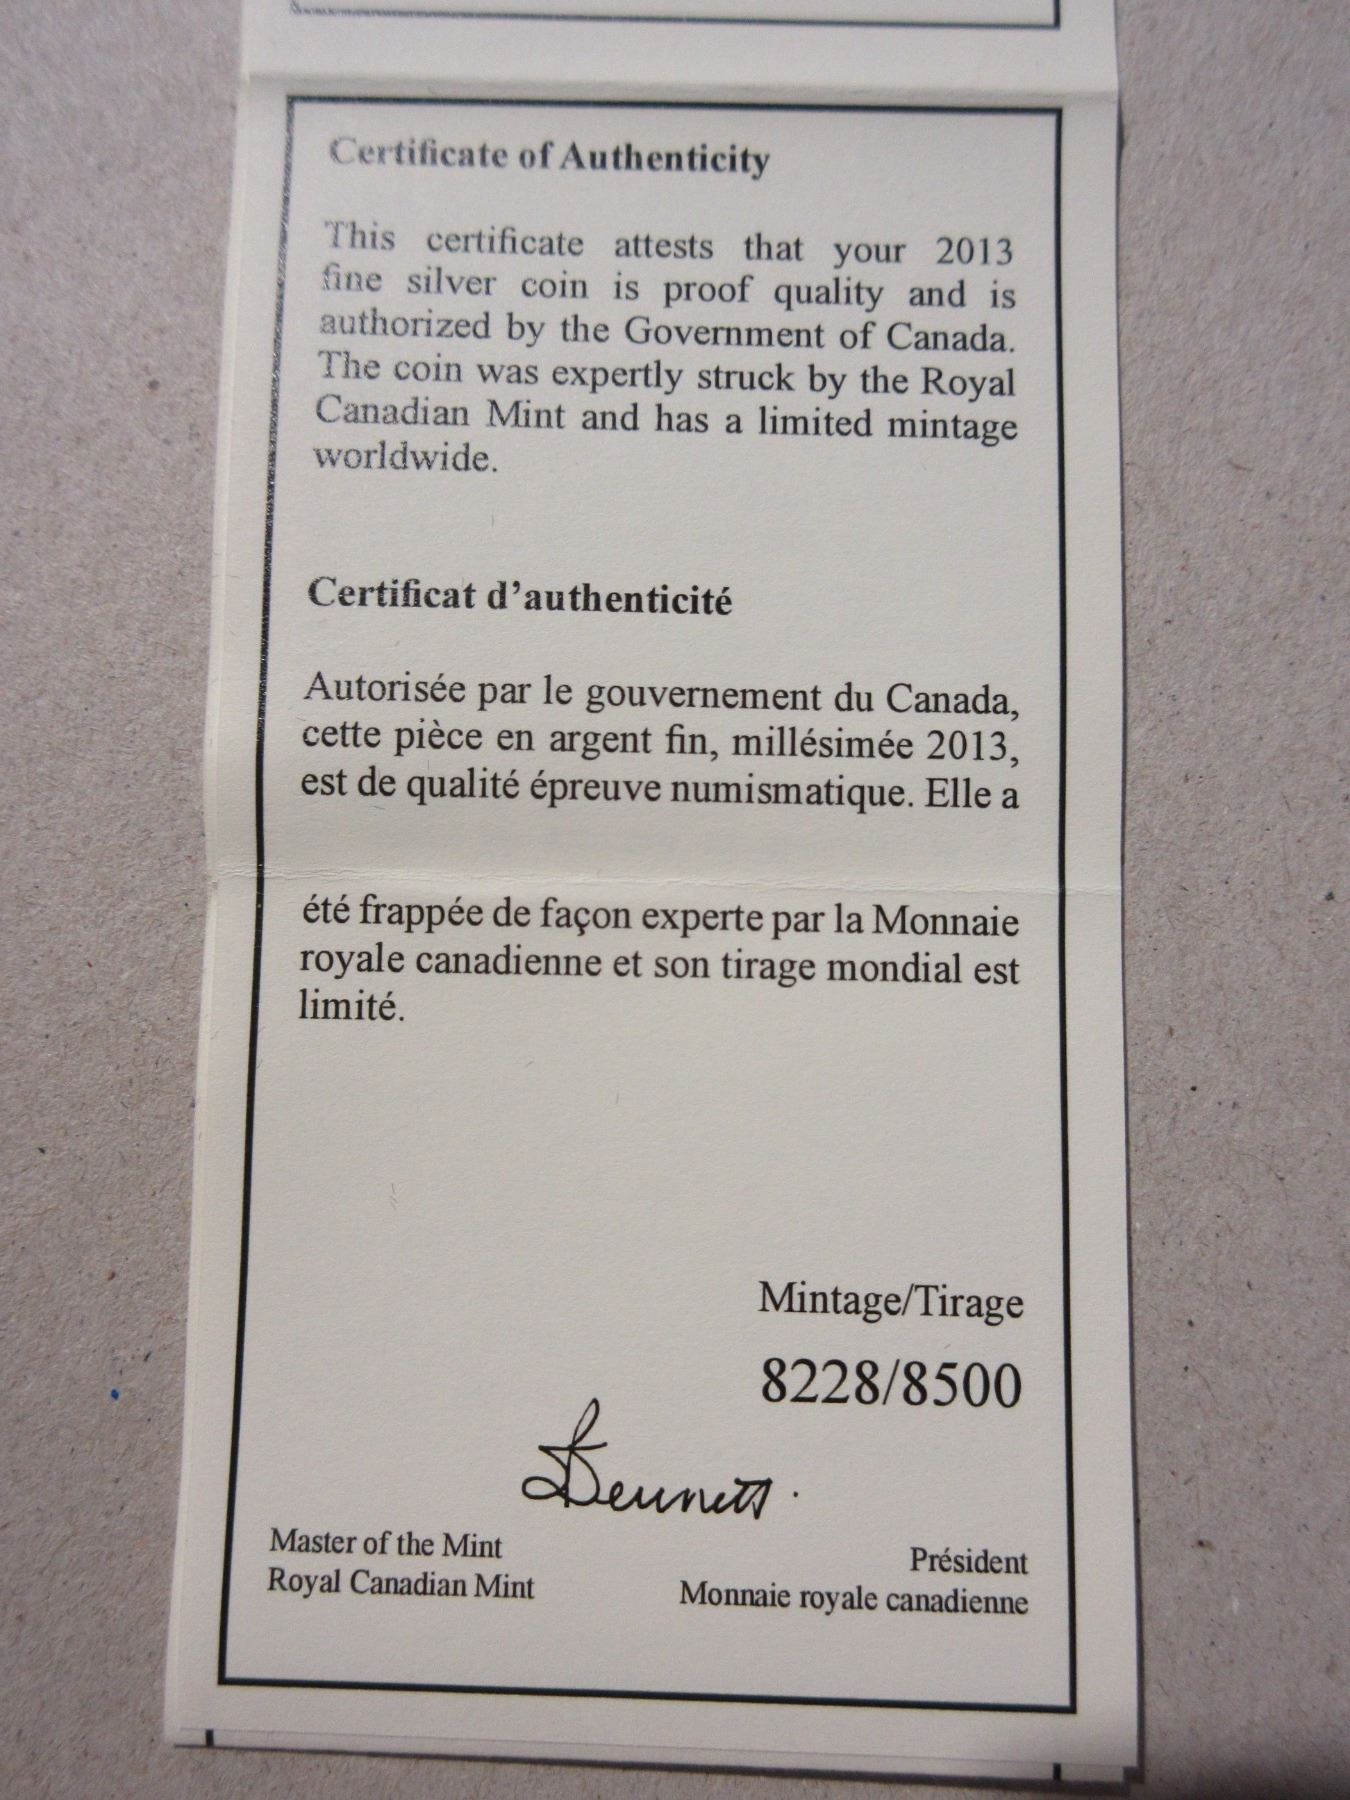 Certificate of Authenticity
This certificate attests that your 2013
fine silver coin is proof quality and is
authorized by the Government of Canada.
The coin was expertly struck by the Royal
Canadian Mint and has a limited mintage
worldwide.
Certificat d’authenticité
Autorisée par le gouvernement du Canada,
cette pièce en argent fin, millésimée 2013,
est de qualité épreuve numismatique. Elle a
été frappée de façon experte par la Monnaie
royale canadienne et son tirage mondial est
limité.
Mintage/Tirage
8228/8500
Bennett
Master of the Mint
Royal Canadian Mint
Président
Monnaie royale canadienne